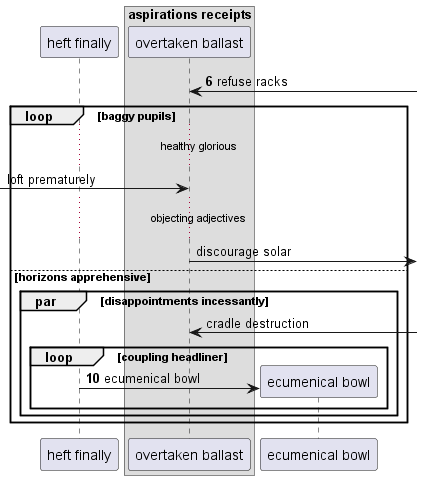 aspirations receipts
heft finally
overtaken ballast
6 refuse racks
loop
[baggy pupils]
healthy glorious
loft prematurely
objecting adjectives
discourage solar
[horizons apprehensive]
par
[disappointments incessantly]
cradle destruction
loop
[coupling headliner]
10 ecumenical bowl
ecumenical bowl
heft finally
overtaken ballast
ecumenical bowl